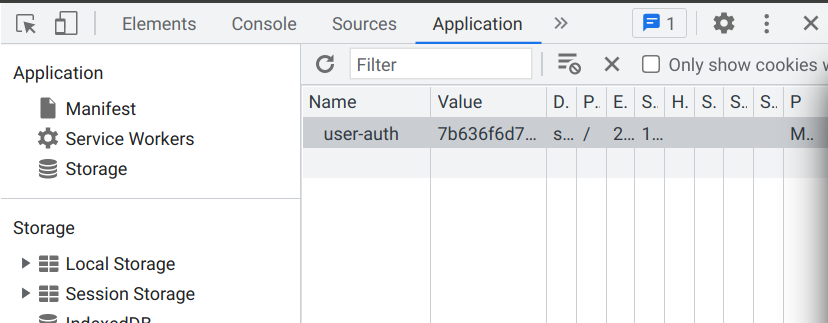 Elements Console Sources Application 1
Application
Manifest
Service Workers
Storage
Storage
Local Storage
Session Storage
IndexedDB
Filter
Only show cookies
Name Value D. P. E. S. H. S. S. S. P
user-auth 7b636f6d7... s... / 2... 1... M..